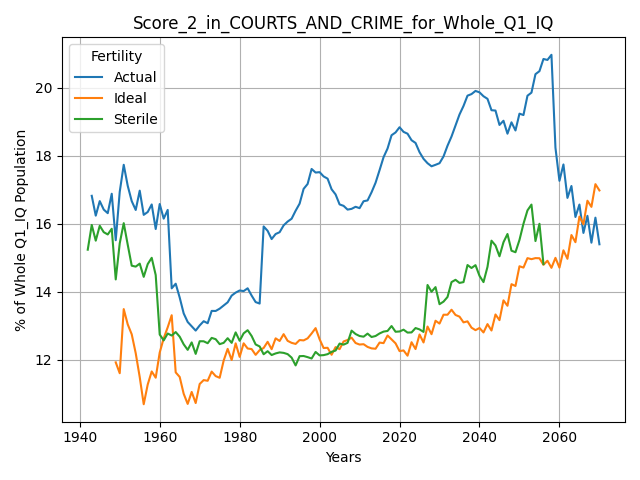 Score_2_in_COURTS_AND_CRIME_for_Whole_Q1_IQ
Fertility
Actual
Ideal
Sterile
% of Whole Q1_IQ Population
20
18
16
14
12
1940 1960 1980 2000 2020 2040 2060
Years